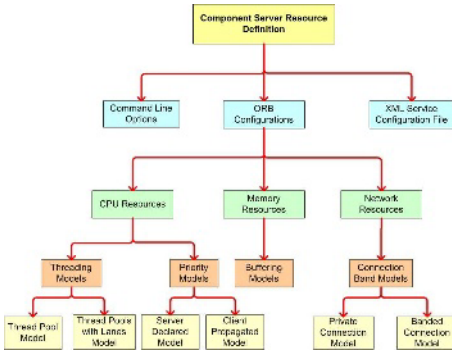 Component Server Resource
Definition
Command Line
Options
ORB
Configurations
XML Service
Configuration File
CPU Resources
Memory
Resources
Network
Resources
Threading
Models
Priority
Models
Buffering
Models
Connection
Band Models
Thread Pool
Model
Thread Pools
with Lanes
Model
Server
Declared
Model
Client
Propagated
Model
Private
Connection
Model
Banded
Connection
Model